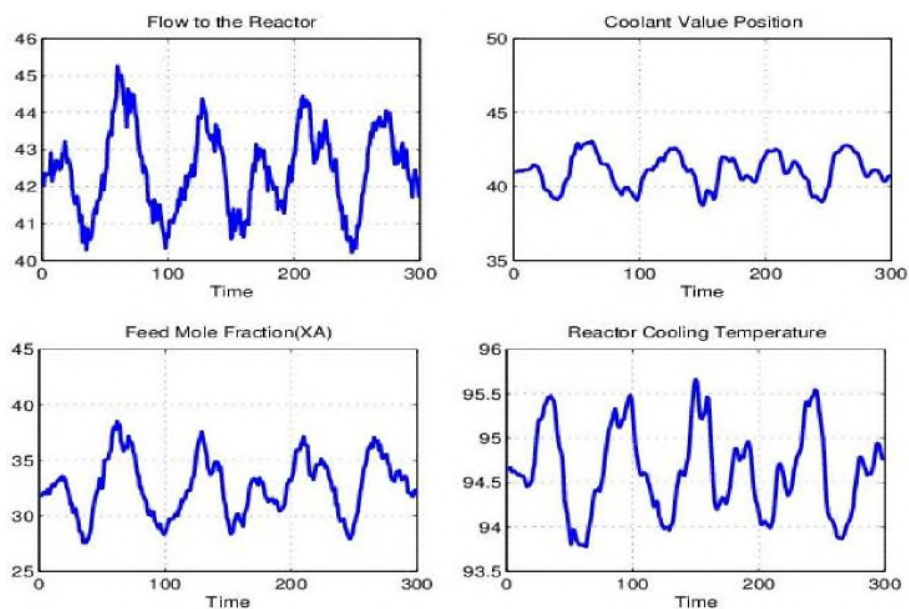 Flow to the Reactor
46
45
44
43
42
41
40
0 100 200 300
Time
Coolant Value Position
50
45
40
35
0 100 200 300
Time
Feed Mole Fraction(XA)
45
40
35
30
25
0 100 200 300
Time
Reactor Cooling Temperature
96
95.5
95
94.5
94
93.5
0 100 200 300
Time